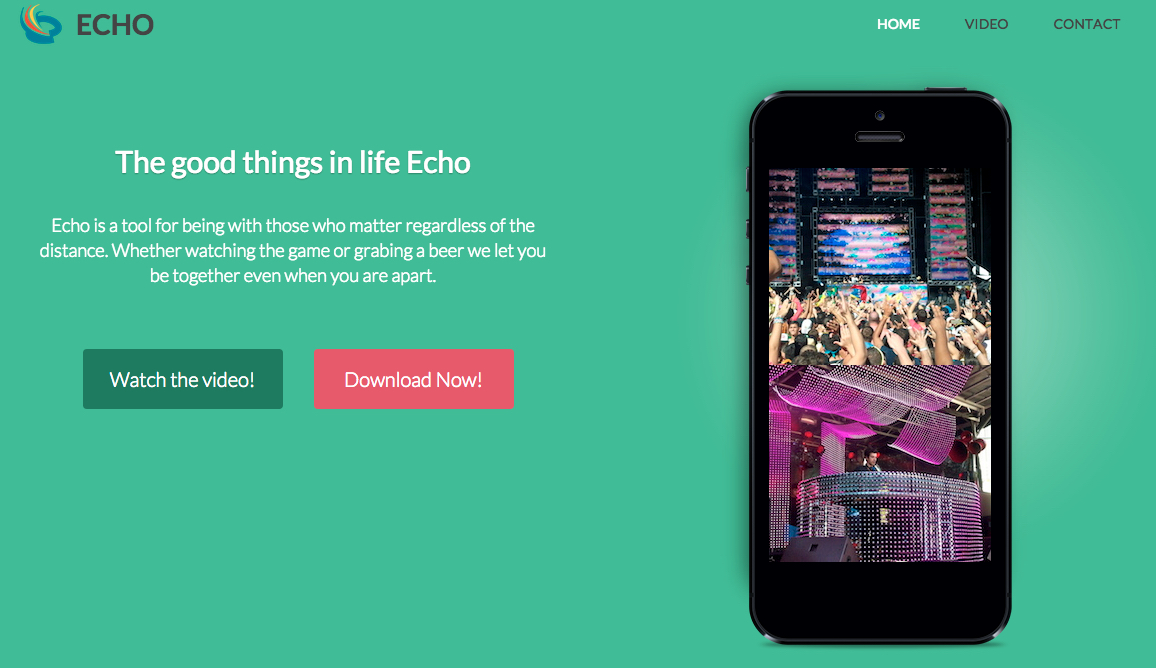 ECHO
HOME VIDEO CONTACT
The good things in life Echo
Echo is a tool for being with those who matter regardless of the
distance. Whether watching the game or grabing a beer we let you
be together even when you are apart.
Watch the video! Download Now!